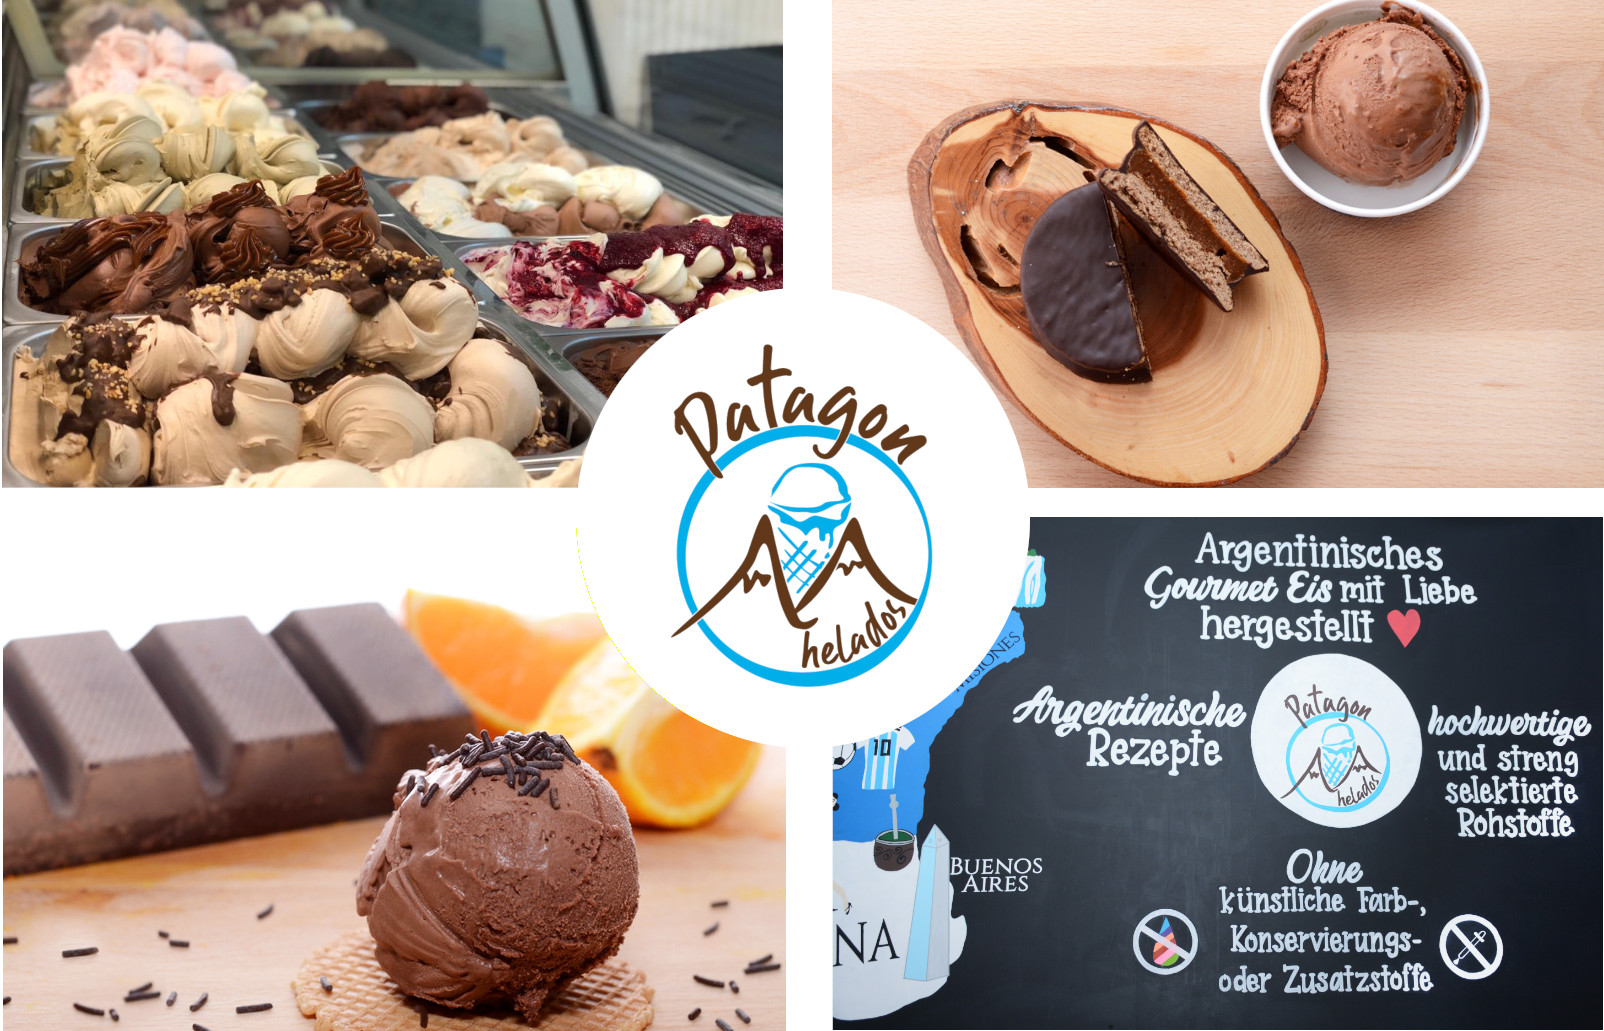 Patagon
helados
Argentinisches
Gourmet Eis mit Liebe
hergestellt
MISIONES
Argentinische
Rezepte
Patagon
helados
hochwertige
und streng
selektierte
Rohstoffe
10
BUENOS
AIRES
NA
Ohne
künstliche Farb-,
Konservierungs-
oder Zusatzstoffe